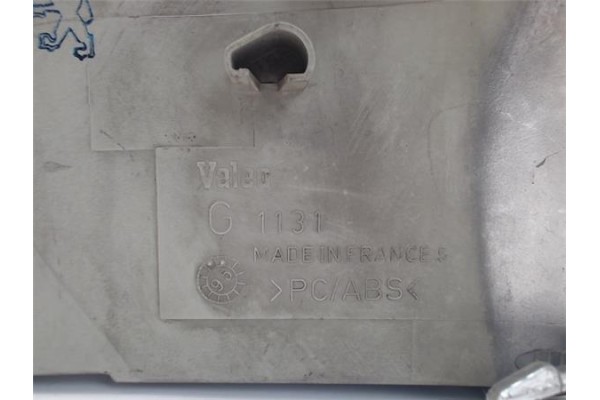 Valeo
G 1131
MADE IN FRANCE S
>PC/ABS<